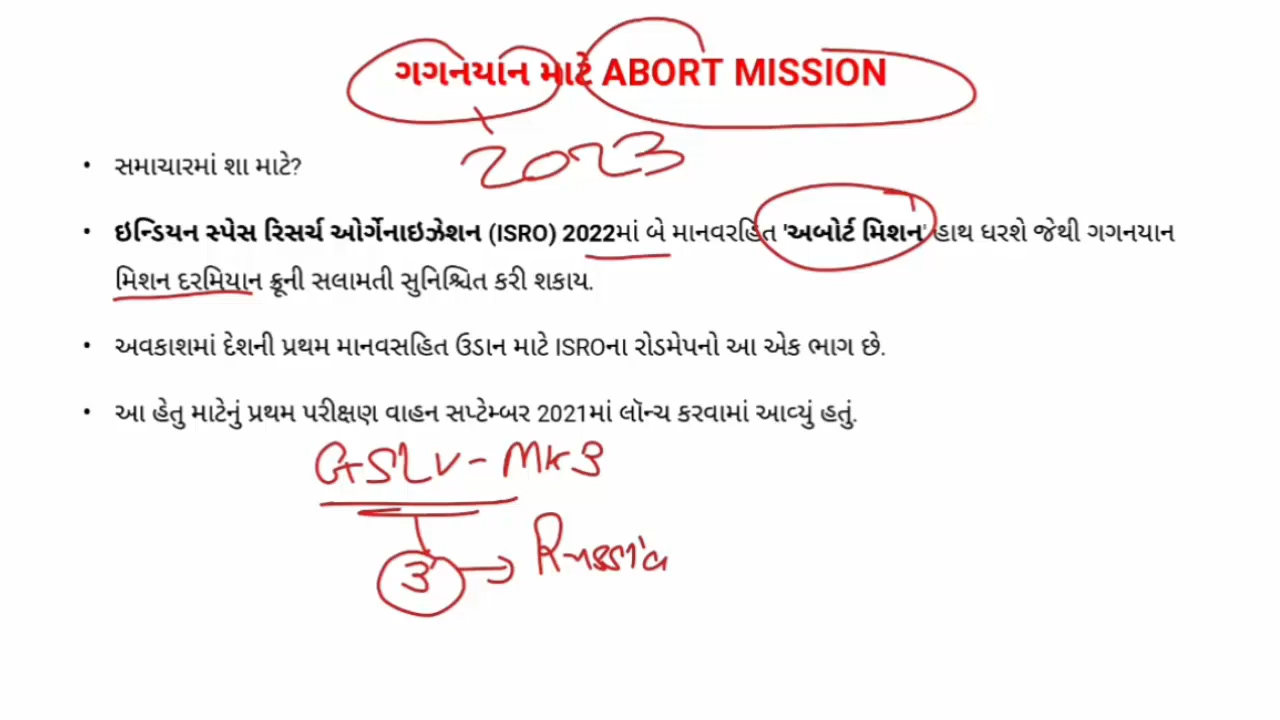 ગગનયાન માટે ABORT MISSION
2023
• સમાચારમાં શા માટે?
• ઇન્ડિયન સ્પેસ રિસર્ચ ઓર્ગેનાઇઝેશન (ISRO) 2022માં બે માનવરહિત 'અબોર્ટ મિશન' હાથ ધરશે જેથી ગગનયાન
મિશન દરમિયાન ક્રૂની સલામતી સુનિશ્ચિત કરી શકાય.
• અવકાશમાં દેશની પ્રથમ માનવસહિત ઉડાન માટે ISROના રોડમેપનો આ એક ભાગ છે.
• આ હેતુ માટેનું પ્રથમ પરીક્ષણ વાહન સપ્ટેમ્બર 2021માં લૉન્ચ કરવામાં આવ્યું હતું.
GSLV - MK3
3 → Russia